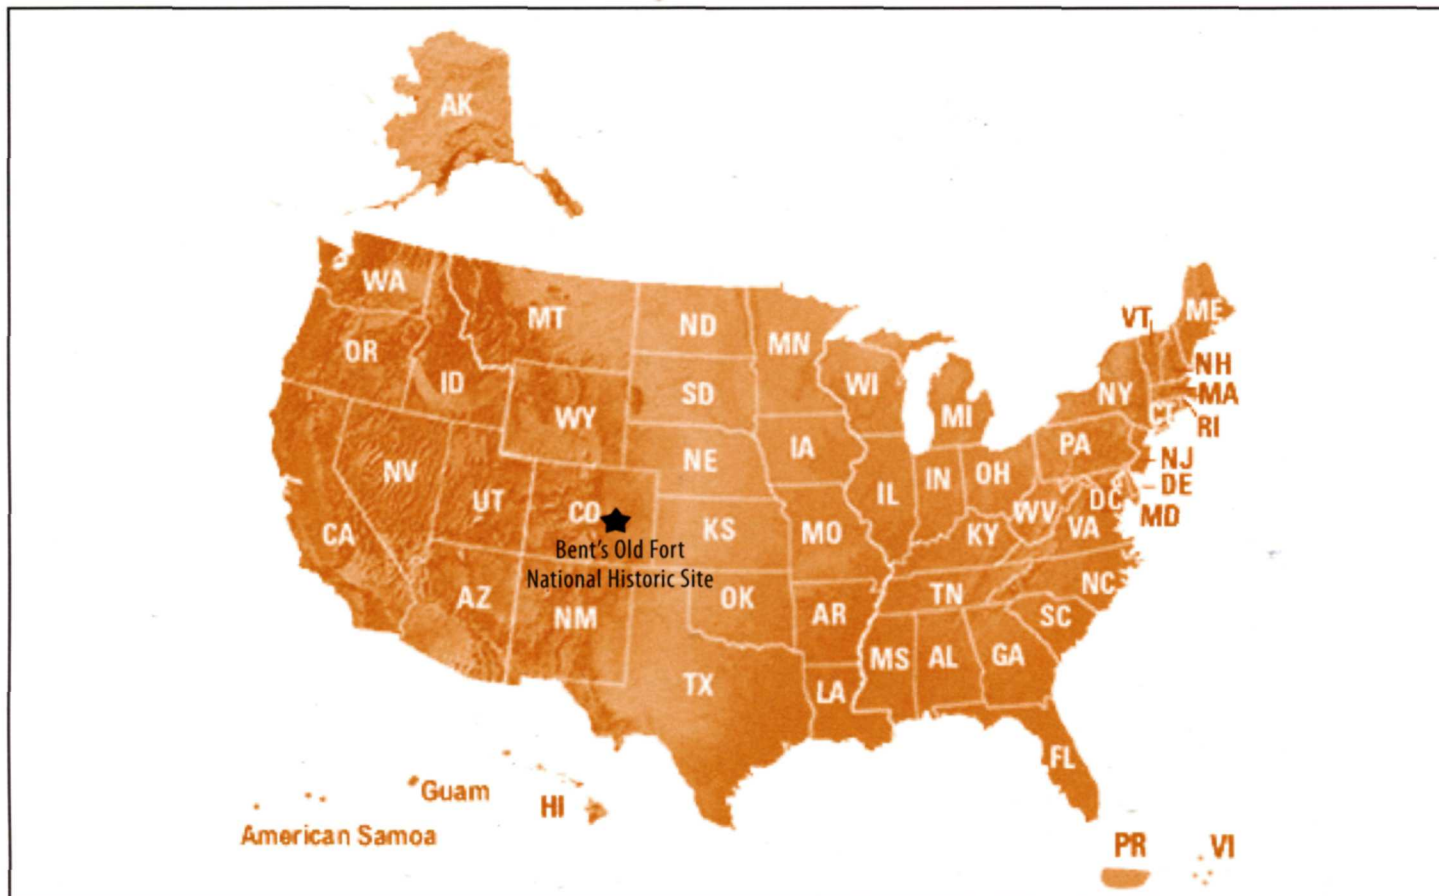 AK
WA
MT
ND
MN
VT
ME
OR
ID
SD
WI
NH
MA
NY
MI
CT
RI
WY
IA
PA
NJ
NE
OH
NV
IN
DE
UT
CO
IL
DC
MD
WV
KS
MO
VA
CA
KY
Bent's Old Fort
National Historic Site
NC
AZ
OK
TN
NM
AR
SC
MS
AL
GA
TX
LA
FL
Guam
HI
American Samoa
PR
VI